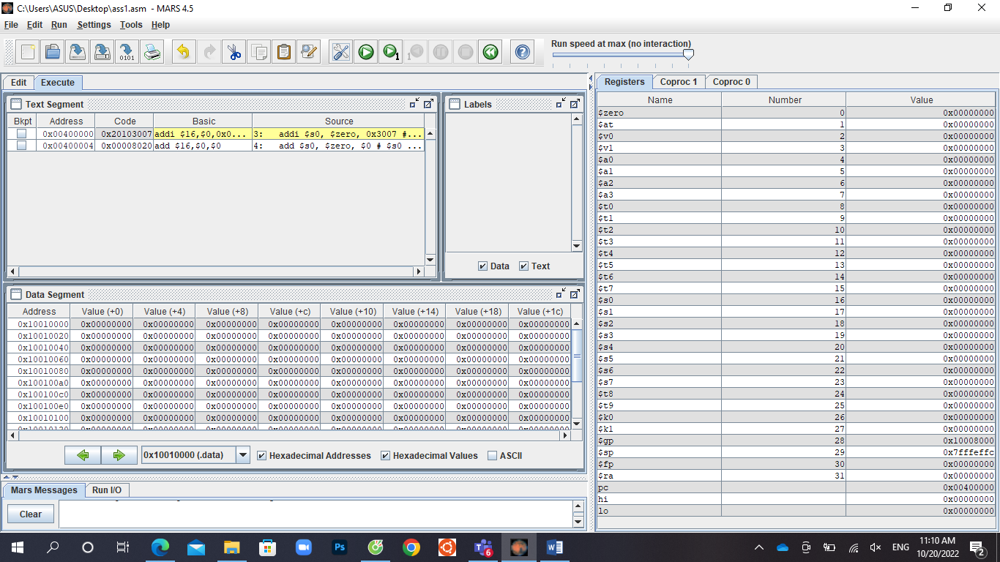 C:\Users\ASUS\Desktop\ass1.asm - MARS 4.5
File Edit Run Settings Tools Help
Run speed at max (no interaction)
Edit Execute
Text Segment
Bkpt Address Code Basic Source
0x00400000 0x20103007 addi $16,$0,0x0... 3: addi $s0, $zero, 0x3007 #...
0x00400004 0x00008020 add $16,$0,$0 4: add $s0, $zero, $0 # $s0 ...
Labels
Data Text
Data Segment
Address Value (+0) Value (+4) Value (+8) Value (+c) Value (+10) Value (+14) Value (+18) Value (+1c)
0x10010000 0x00000000 0x00000000 0x00000000 0x00000000 0x00000000 0x00000000 0x00000000 0x00000000
0x10010020 0x00000000 0x00000000 0x00000000 0x00000000 0x00000000 0x00000000 0x00000000 0x00000000
0x10010040 0x00000000 0x00000000 0x00000000 0x00000000 0x00000000 0x00000000 0x00000000 0x00000000
0x10010060 0x00000000 0x00000000 0x00000000 0x00000000 0x00000000 0x00000000 0x00000000 0x00000000
0x10010080 0x00000000 0x00000000 0x00000000 0x00000000 0x00000000 0x00000000 0x00000000 0x00000000
0x100100a0 0x00000000 0x00000000 0x00000000 0x00000000 0x00000000 0x00000000 0x00000000 0x00000000
0x100100c0 0x00000000 0x00000000 0x00000000 0x00000000 0x00000000 0x00000000 0x00000000 0x00000000
0x100100e0 0x00000000 0x00000000 0x00000000 0x00000000 0x00000000 0x00000000 0x00000000 0x00000000
0x10010100 0x00000000 0x00000000 0x00000000 0x00000000 0x00000000 0x00000000 0x00000000 0x00000000
0x10010000 (.data) Hexadecimal Addresses Hexadecimal Values ASCII
Mars Messages Run I/O
Clear
Registers Coproc 1 Coproc 0
Name Number Value
$zero 0 0x00000000
$at 1 0x00000000
$v0 2 0x00000000
$v1 3 0x00000000
$a0 4 0x00000000
$a1 5 0x00000000
$a2 6 0x00000000
$a3 7 0x00000000
$t0 8 0x00000000
$t1 9 0x00000000
$t2 10 0x00000000
$t3 11 0x00000000
$t4 12 0x00000000
$t5 13 0x00000000
$t6 14 0x00000000
$t7 15 0x00000000
$s0 16 0x00000000
$s1 17 0x00000000
$s2 18 0x00000000
$s3 19 0x00000000
$s4 20 0x00000000
$s5 21 0x00000000
$s6 22 0x00000000
$s7 23 0x00000000
$t8 24 0x00000000
$t9 25 0x00000000
$k0 26 0x00000000
$k1 27 0x00000000
$gp 28 0x10008000
$sp 29 0x7fffeffc
$fp 30 0x00000000
$ra 31 0x00000000
pc 0x00400000
hi 0x00000000
lo 0x00000000
ENG 11:10 AM
10/20/2022